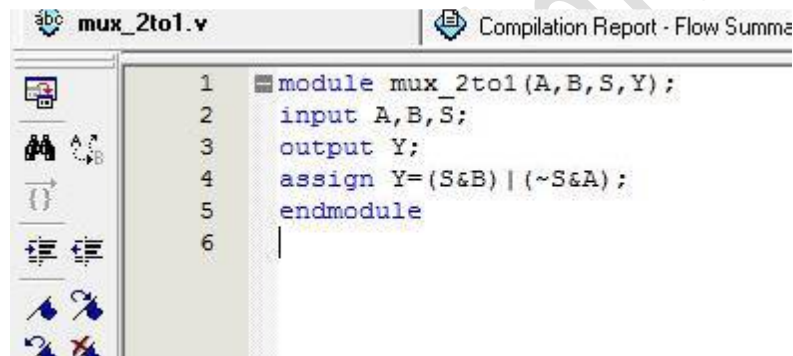 mux_2to1.v
Compilation Report - Flow Summa
1 module mux_2to1(A,B,S,Y);
2 input A,B,S;
3 output Y;
4 assign Y=(S&B)|(~S&A);
5 endmodule
6